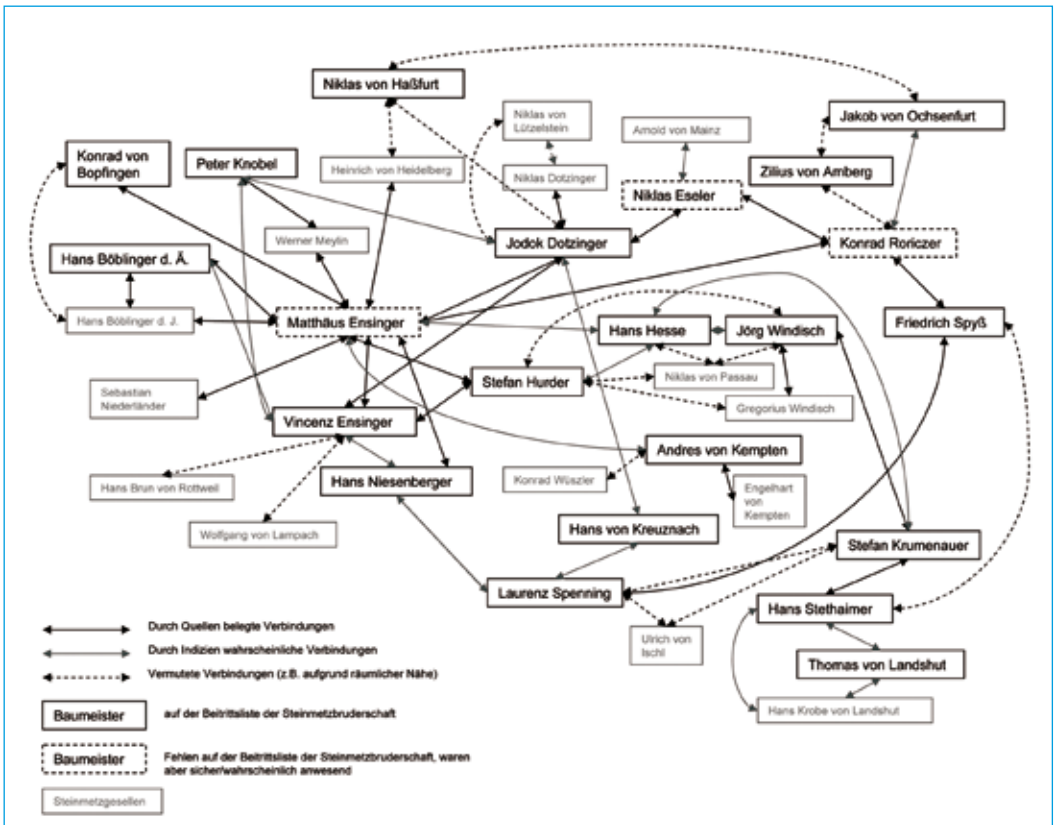 Niklas von Haßfurt
Niklas von
Lützelstein
Jakob von Ochsenfurt
Arnold von Mainz
Konrad von
Bopfingen
Peter Knobel
Heinrich von Heidelberg
Niklas Dotzinger
Zilius von Amberg
Niklas Eseler
Werner Meylin
Jodok Dotzinger
Konrad Roriczer
Hans Böblinger d. Ä.
Hans Böblinger d. J.
Matthäus Ensinger
Hans Hesse
Jörg Windisch
Friedrich Spyß
Stefan Hurder
Niklas von Passau
Sebastian
Niederländer
Gregorius Windisch
Vincenz Ensinger
Andres von Kempten
Hans Brun von Rottweil
Hans Niesenberger
Konrad Wüszler
Engelhart
von
Kempten
Wolfgang von Lampach
Hans von Kreuznach
Stefan Krumenauer
Laurenz Spenning
Hans Stethaimer
Ulrich von
Ischl
Thomas von Landshut
Hans Krobe von Landshut
Durch Quellen belegte Verbindungen
Durch Indizien wahrscheinliche Verbindungen
Vermutete Verbindungen (z.B. aufgrund räumlicher Nähe)
Baumeister
auf der Beitrittsliste der Steinmetzbruderschaft
Baumeister
Fehlen auf der Beitrittsliste der Steinmetzbruderschaft, waren
aber sicher/wahrscheinlich anwesend
Steinmetzgesellen